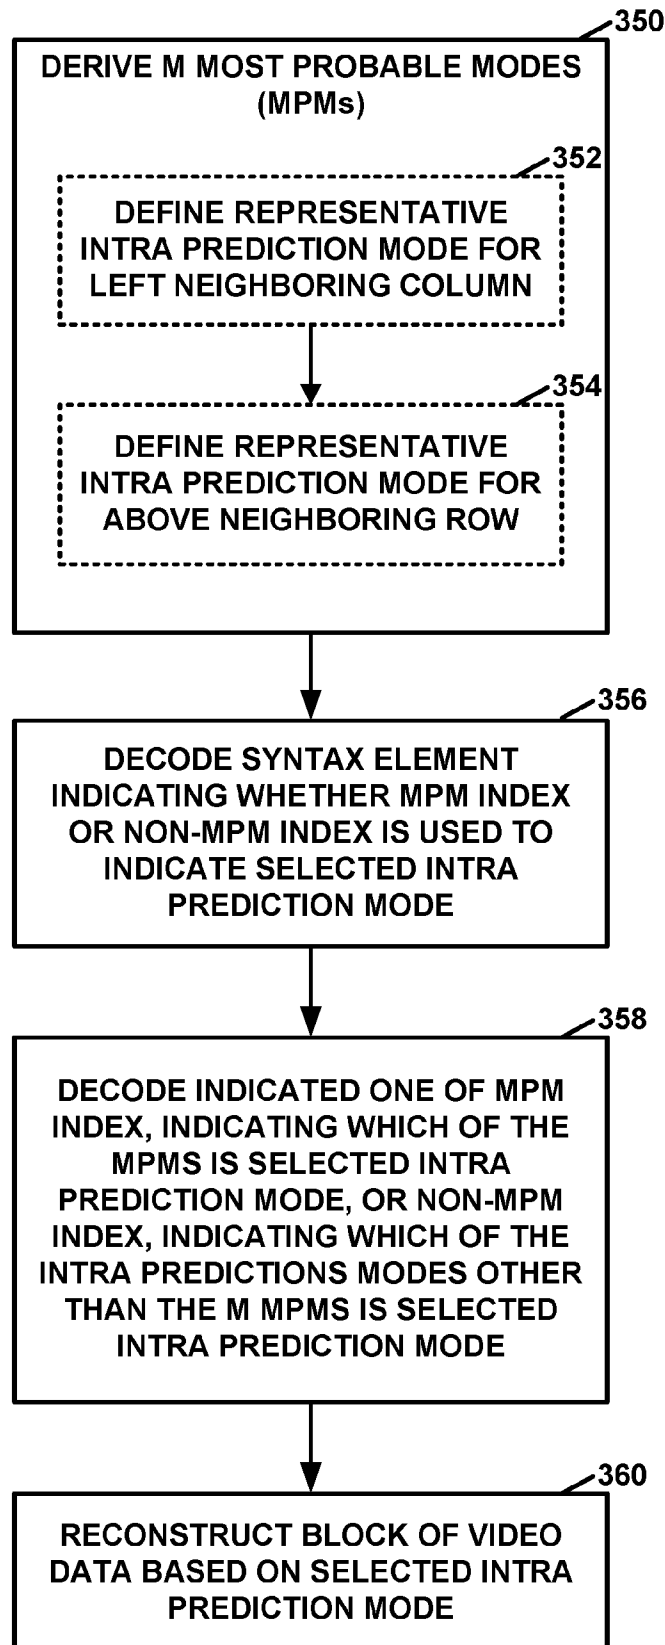 350
DERIVE M MOST PROBABLE MODES
(MPMs)
352
DEFINE REPRESENTATIVE
INTRA PREDICTION MODE FOR
LEFT NEIGHBORING COLUMN
354
DEFINE REPRESENTATIVE
INTRA PREDICTION MODE FOR
ABOVE NEIGHBORING ROW
356
DECODE SYNTAX ELEMENT
INDICATING WHETHER MPM INDEX
OR NON-MPM INDEX IS USED TO
INDICATE SELECTED INTRA
PREDICTION MODE
358
DECODE INDICATED ONE OF MPM
INDEX, INDICATING WHICH OF THE
MPMS IS SELECTED INTRA
PREDICTION MODE, OR NON-MPM
INDEX, INDICATING WHICH OF THE
INTRA PREDICTIONS MODES OTHER
THAN THE M MPMS IS SELECTED
INTRA PREDICTION MODE
360
RECONSTRUCT BLOCK OF VIDEO
DATA BASED ON SELECTED INTRA
PREDICTION MODE